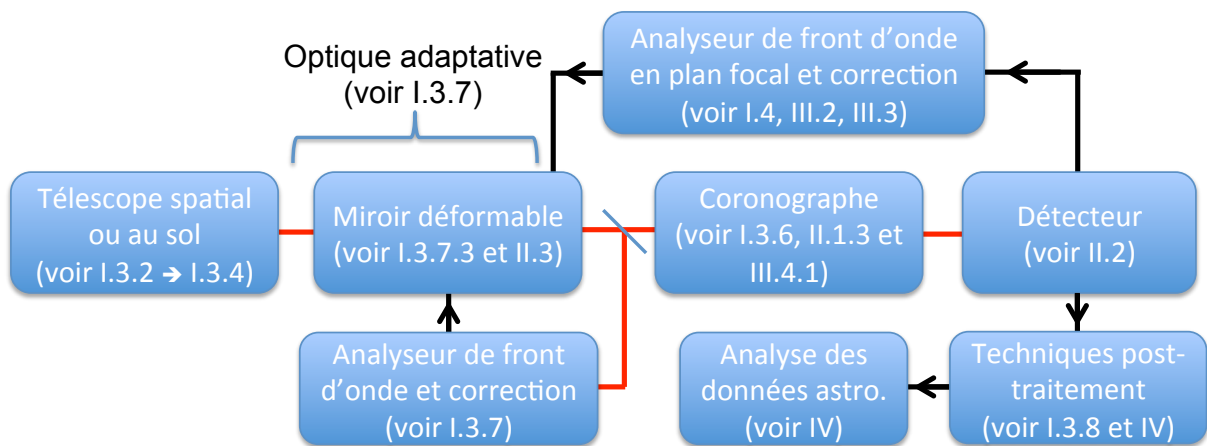 Optique adaptative
(voir I.3.7)
Analyseur de front d’onde
en plan focal et correction
(voir I.4, III.2, III.3)
Télescope spatial
ou au sol
(voir I.3.2 → I.3.4)
Miroir déformable
(voir I.3.7.3 et II.3)
Coronographe
(voir I.3.6, II.1.3 et
III.4.1)
Détecteur
(voir II.2)
Analyseur de front
d’onde et correction
(voir I.3.7)
Analyse des
données astro.
(voir IV)
Techniques post-
traitement
(voir I.3.8 et IV)